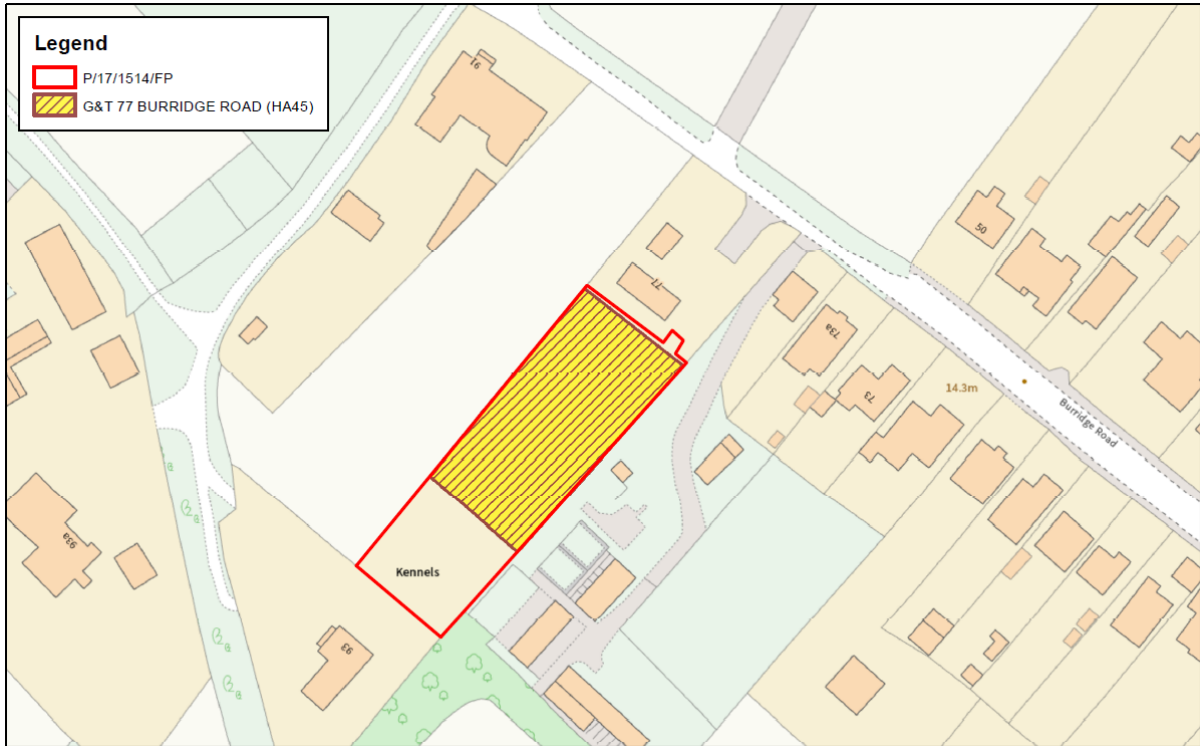 Legend
P/17/1514/FP
G&T 77 BURRIDGE ROAD (HA45)
91
50
77
73a
73
14.3m
Burridge Road
93a
Kennels
93